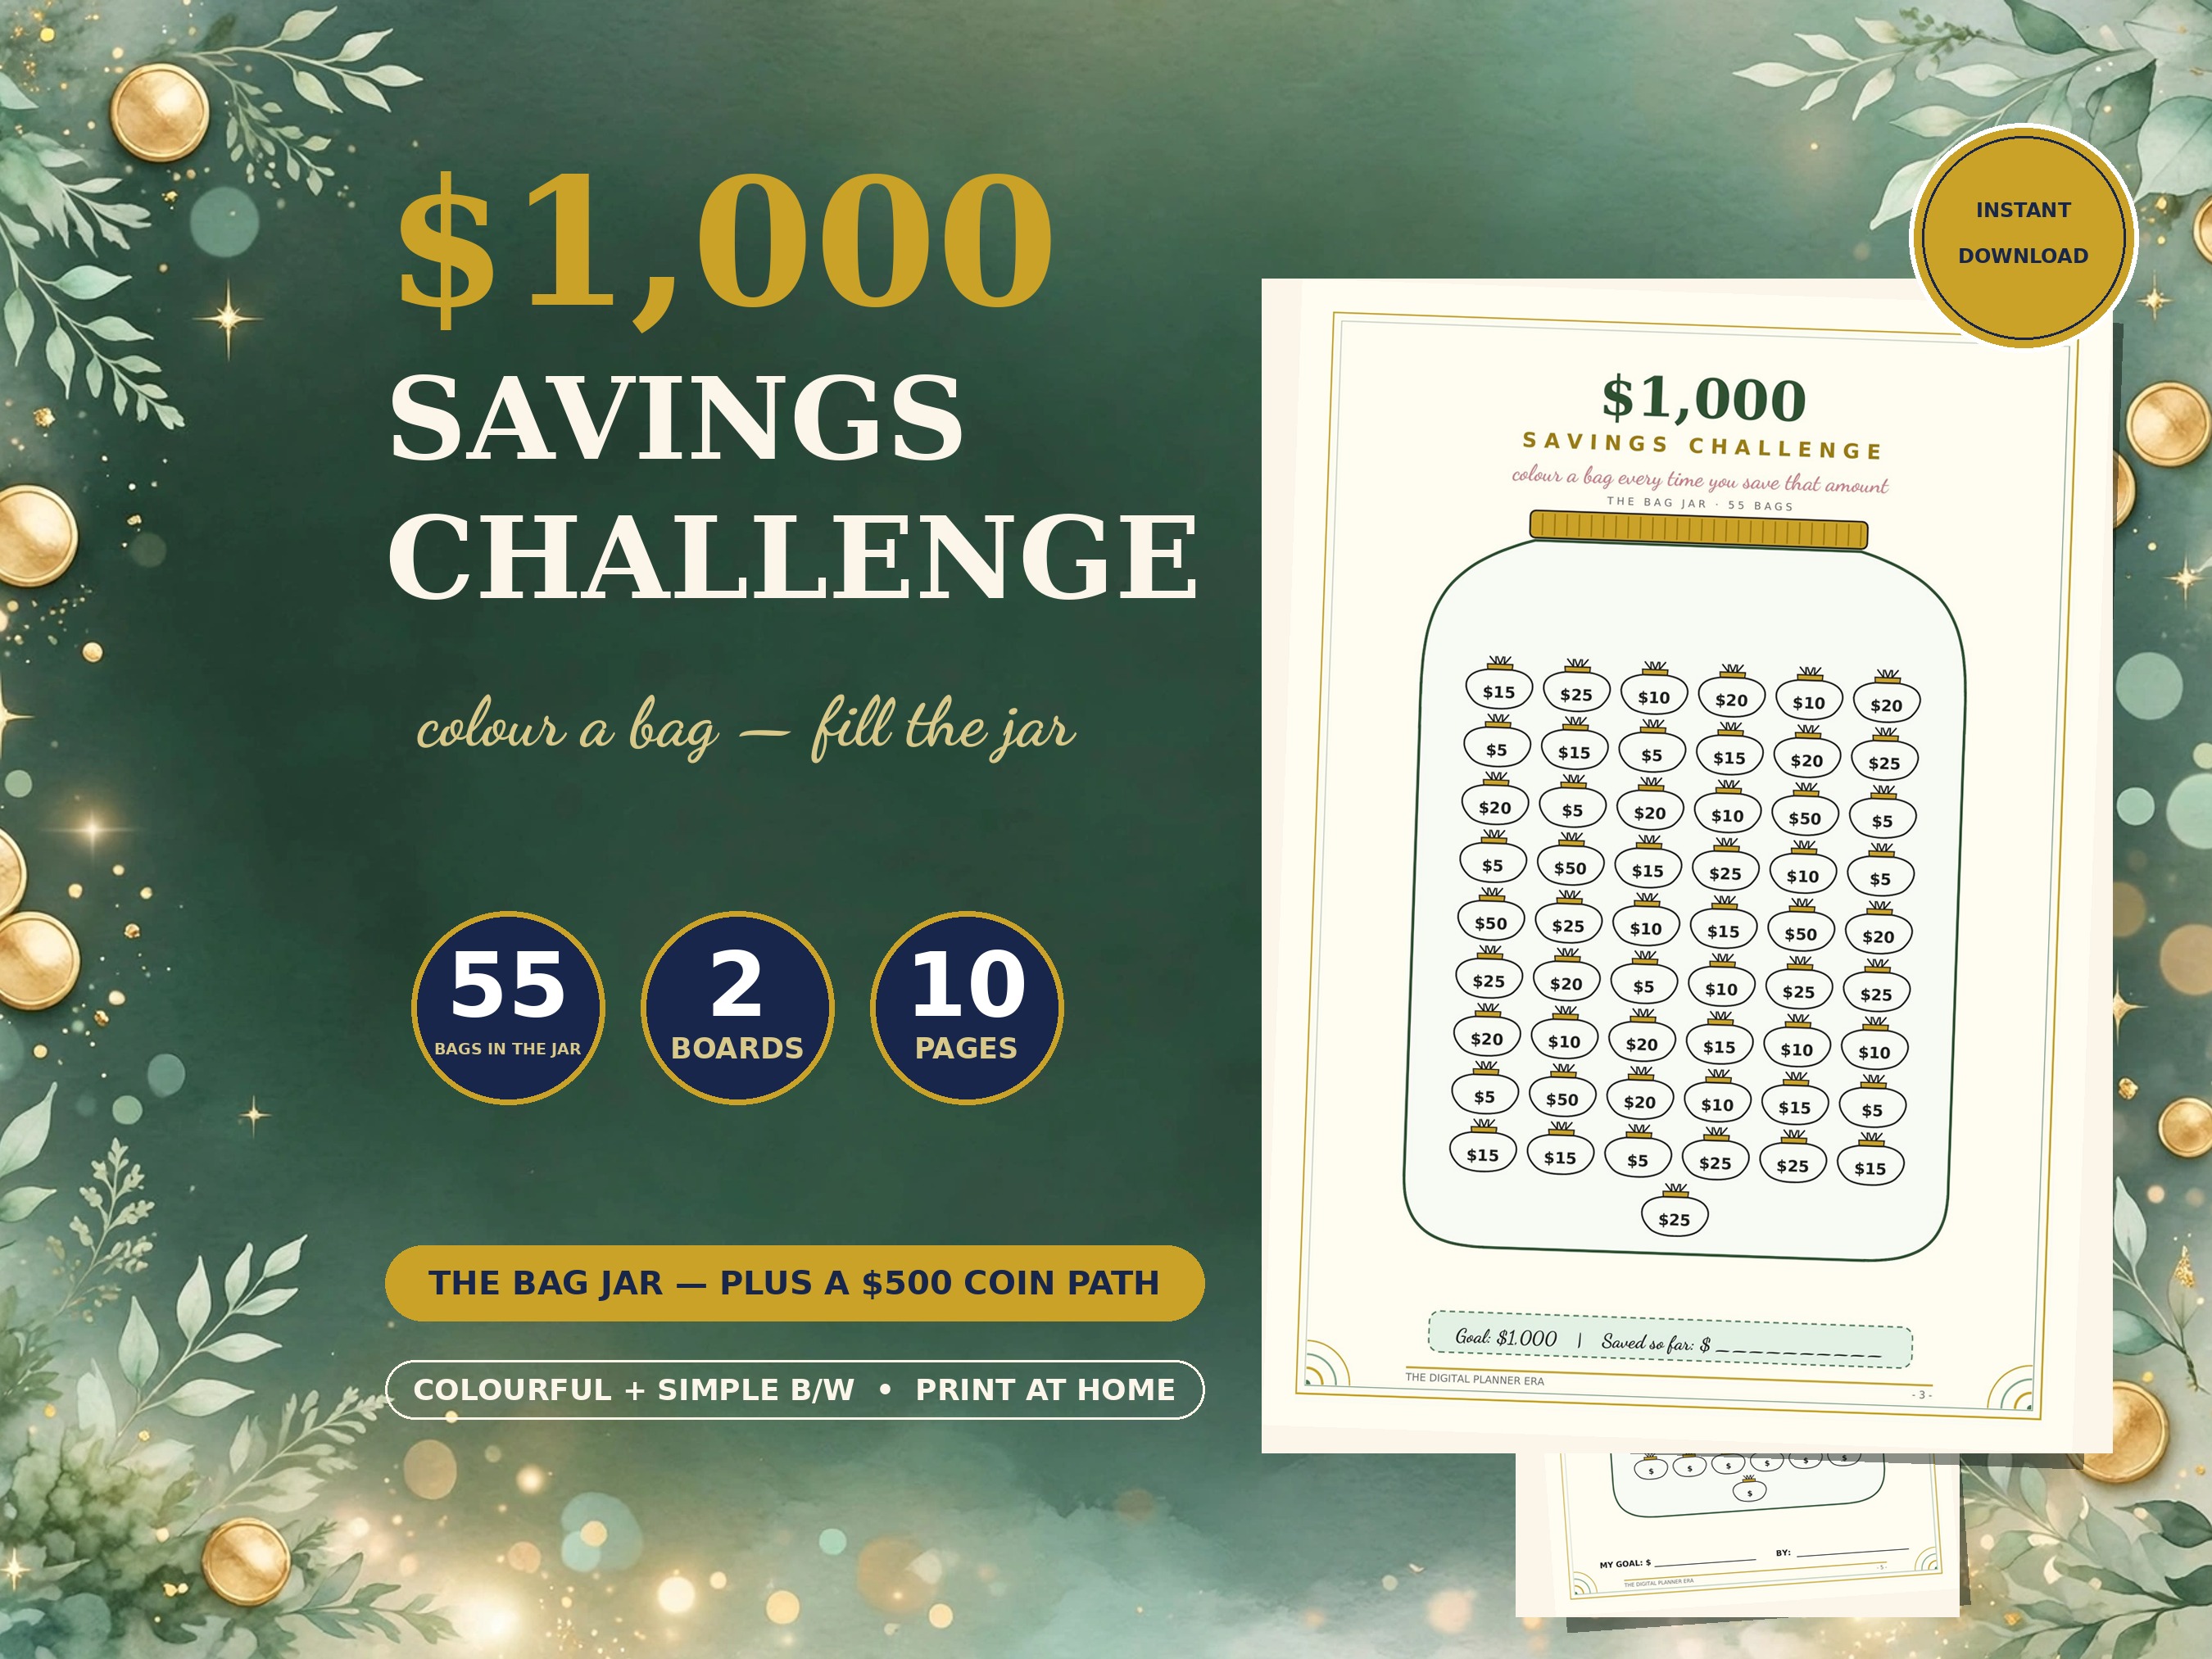 $1,000
SAVINGS
CHALLENGE
colour a bag — fill the jar
55
BAGS IN THE JAR
2
BOARDS
10
PAGES
THE BAG JAR — PLUS A $500 COIN PATH
COLOURFUL + SIMPLE B/W • PRINT AT HOME
INSTANT
DOWNLOAD
$1,000
SAVINGS CHALLENGE
colour a bag every time you save that amount
THE BAG JAR · 55 BAGS
$15 $25 $10 $20 $10 $20
$5 $15 $5 $15 $20 $25
$20 $5 $20 $10 $50 $5
$5 $50 $15 $25 $10 $5
$50 $25 $10 $15 $50 $20
$25 $20 $5 $10 $25 $25
$20 $10 $20 $15 $10 $10
$5 $50 $20 $10 $15 $5
$15 $15 $5 $25 $25 $15
$25
Goal: $1,000 | Saved so far: $ __________
THE DIGITAL PLANNER ERA
- 3 -
$ $ $ $ $ $
$
MY GOAL: $ __________ BY: __________
THE DIGITAL PLANNER ERA
- 5 -